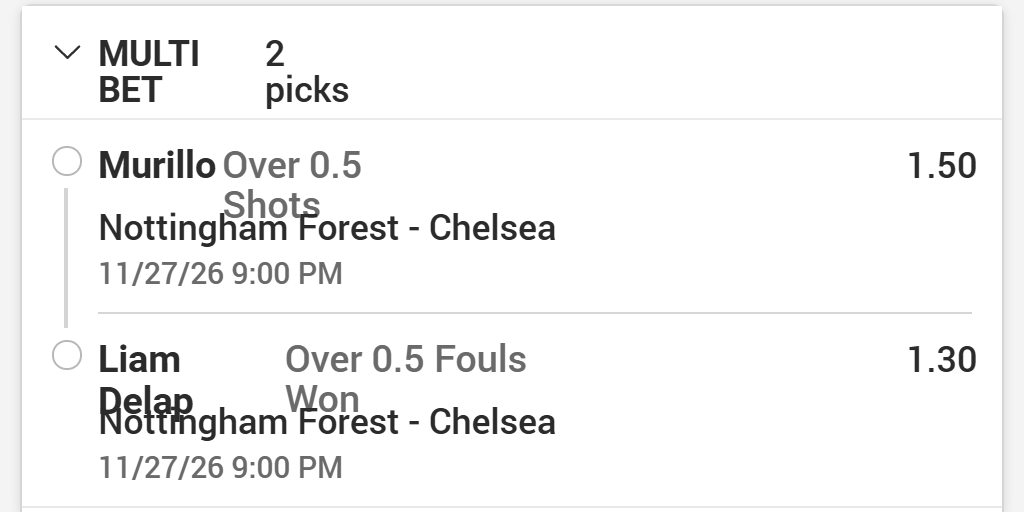 MULTI 2
BET picks
Murillo Over 0.5 1.50
Shots
Nottingham Forest - Chelsea
11/27/26 9:00 PM
Liam Over 0.5 Fouls 1.30
Delap Won
Nottingham Forest - Chelsea
11/27/26 9:00 PM